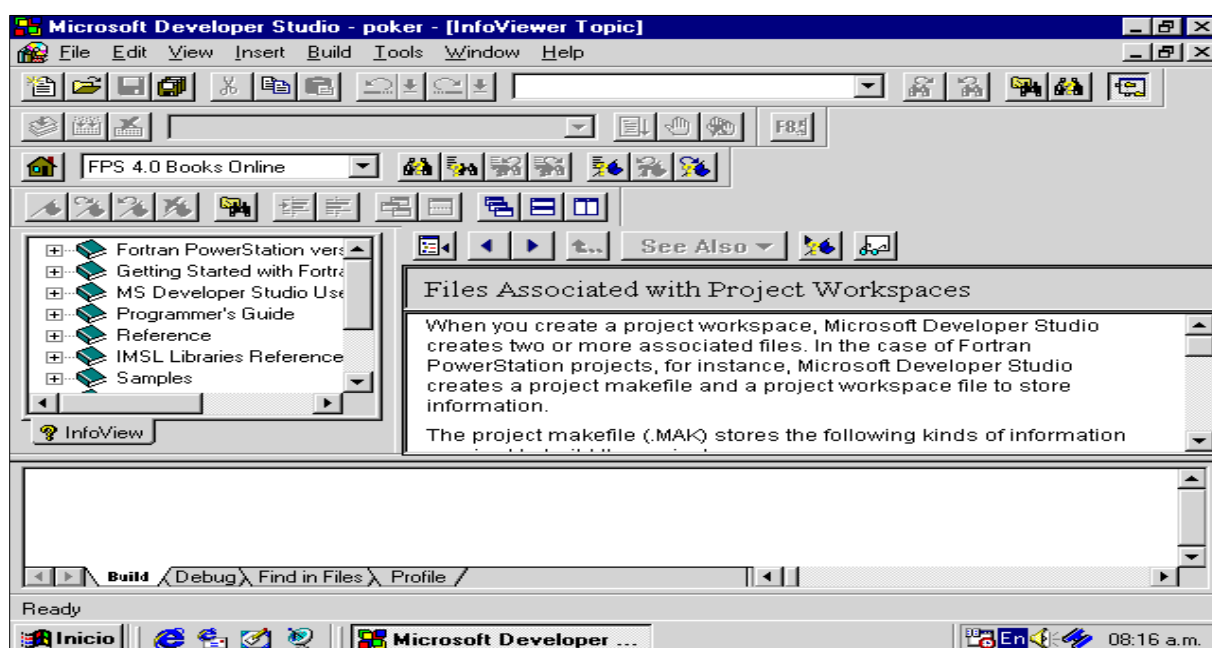 Microsoft Developer Studio - poker - [InfoViewer Topic]
File Edit View Insert Build Tools Window Help
F8
FPS 4.0 Books Online
See Also
Fortran PowerStation vers
Getting Started with Fortra
MS Developer Studio Use
Programmer's Guide
Reference
IMSL Libraries Reference
Samples
InfoView
Files Associated with Project Workspaces
When you create a project workspace, Microsoft Developer Studio
creates two or more associated files. In the case of Fortran
PowerStation projects, for instance, Microsoft Developer Studio
creates a project makefile and a project workspace file to store
information.
The project makefile (.MAK) stores the following kinds of information
Build Debug Find in Files Profile
Ready
Inicio Microsoft Developer ... En 08:16 a.m.